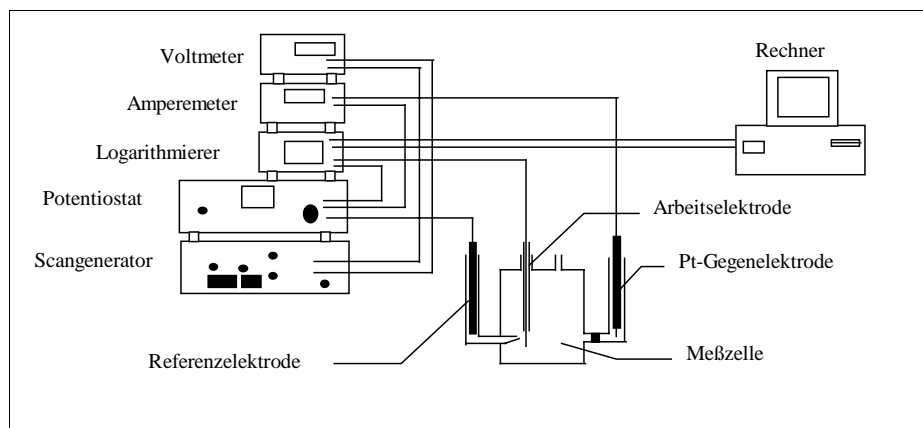 Voltmeter
Rechner
Amperemeter
Logarithmierer
Potentiostat
Arbeitselektrode
Scangenerator
Pt-Gegenelektrode
Referenzelektrode
Meßzelle